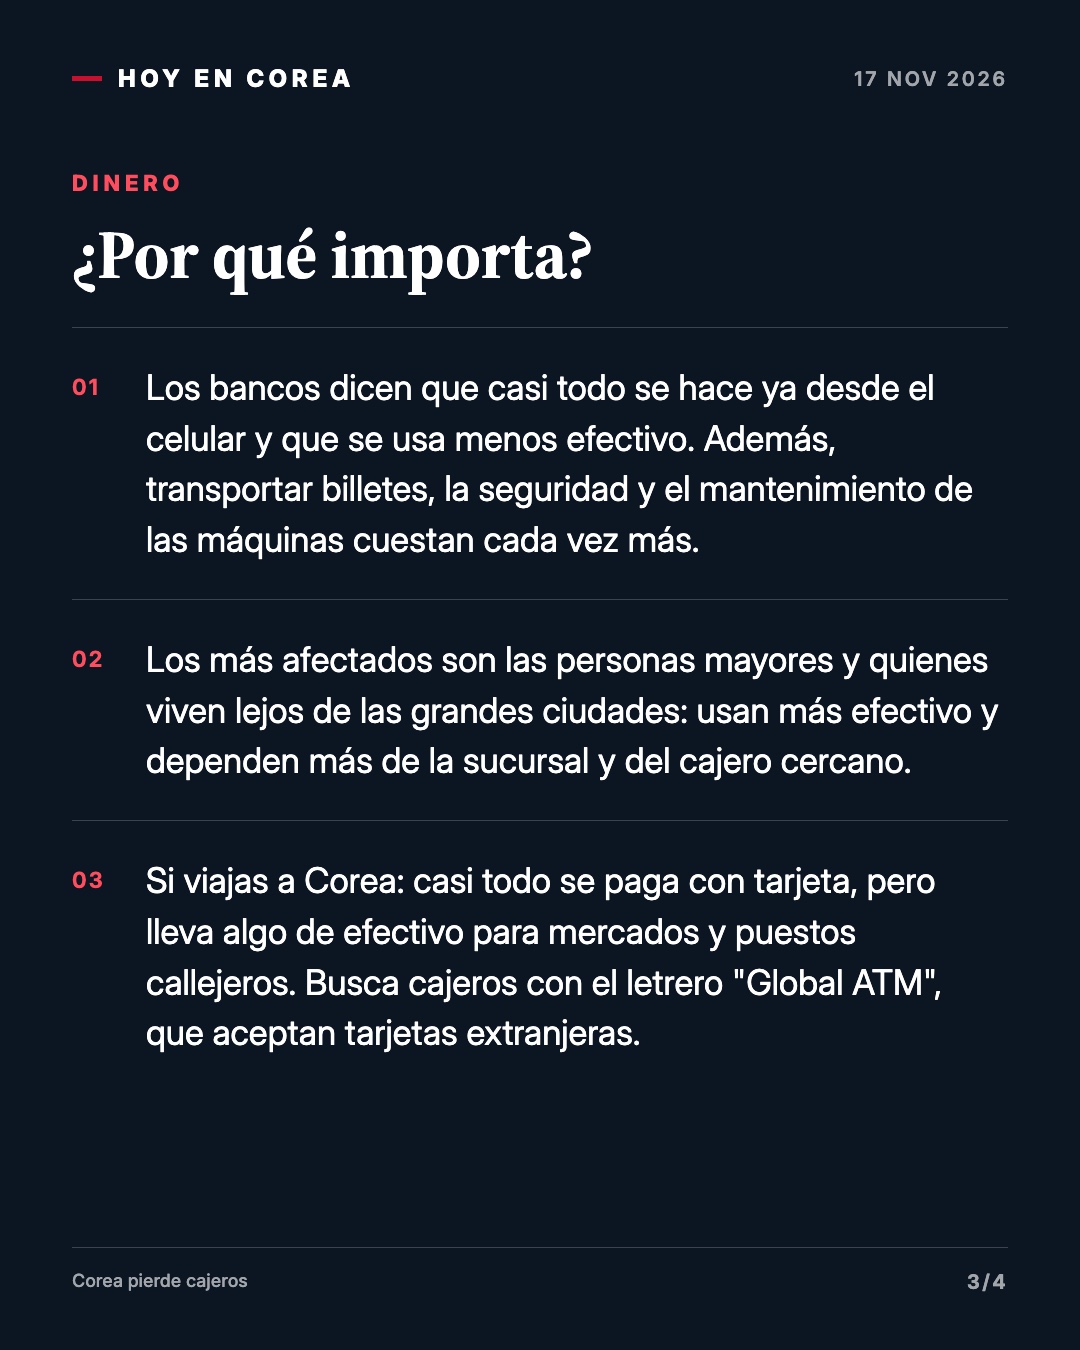 HOY EN COREA
17 NOV 2026
DINERO
¿Por qué importa?
01
Los bancos dicen que casi todo se hace ya desde el
celular y que se usa menos efectivo. Además,
transportar billetes, la seguridad y el mantenimiento de
las máquinas cuestan cada vez más.
02
Los más afectados son las personas mayores y quienes
viven lejos de las grandes ciudades: usan más efectivo y
dependen más de la sucursal y del cajero cercano.
03
Si viajas a Corea: casi todo se paga con tarjeta, pero
lleva algo de efectivo para mercados y puestos
callejeros. Busca cajeros con el letrero "Global ATM",
que aceptan tarjetas extranjeras.
Corea pierde cajeros
3/4